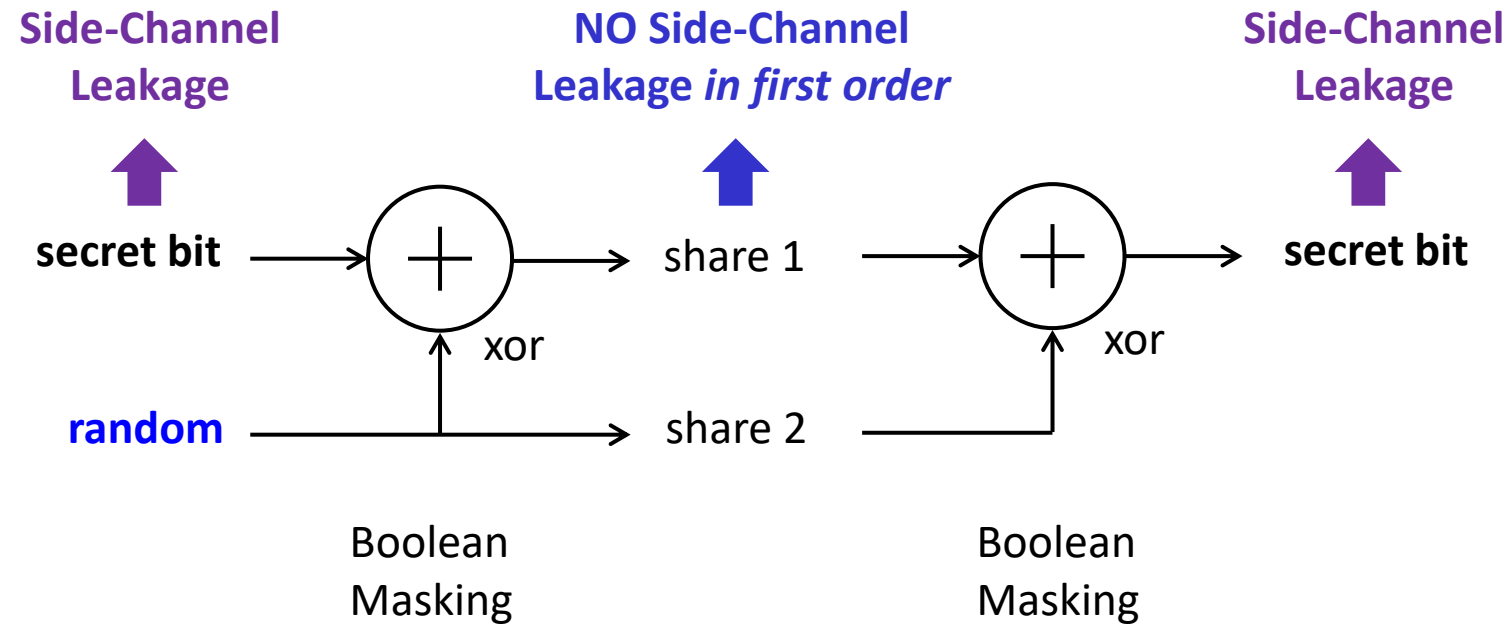 Side-Channel
Leakage
NO Side-Channel
Leakage in first order
Side-Channel
Leakage
secret bit
share 1
secret bit
xor
xor
random
share 2
Boolean
Masking
Boolean
Masking